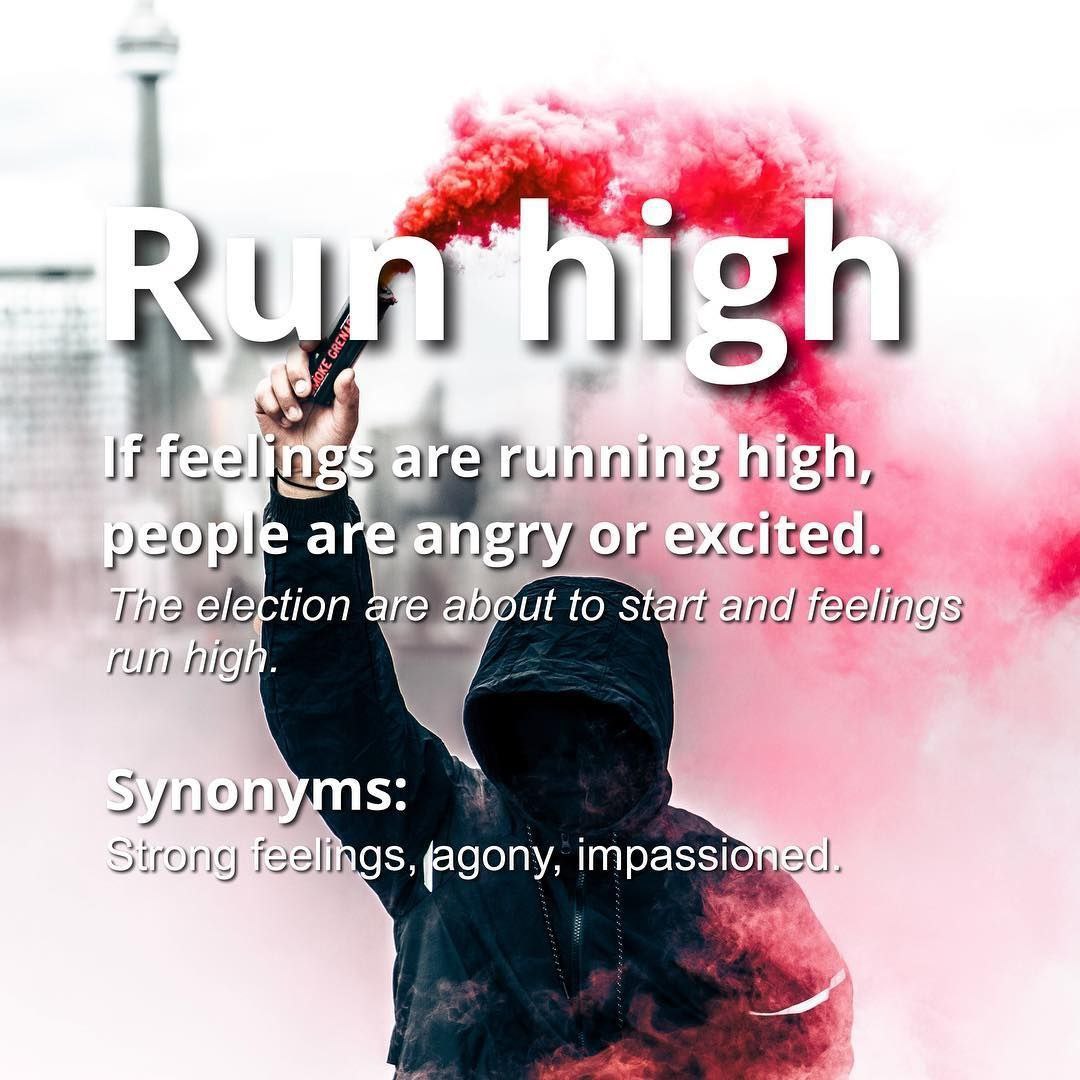 Run high
If feelings are running high,
people are angry or excited.
The election are about to start and feelings
run high.
Synonyms:
Strong feelings, agony, impassioned.